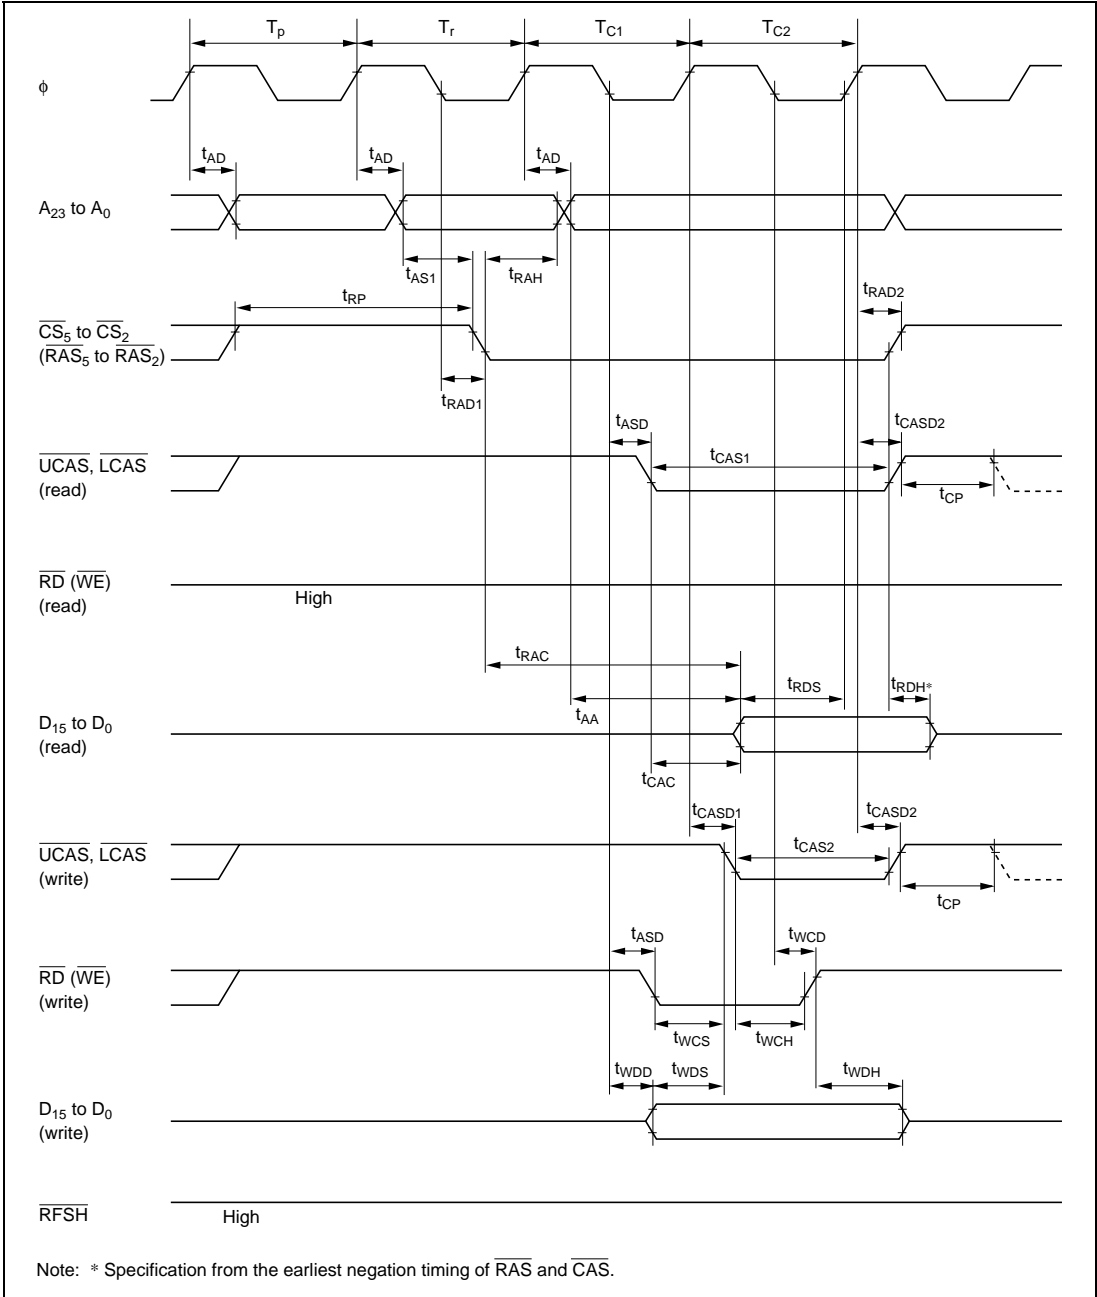 Tp Tr TC1 TC2
ϕ
tAD tAD tAD
A23 to A0
tAS1 tRAH
tRP tRAD2
CS5 to CS2
(RAS5 to RAS2)
tRAD1
tASD tCASD2
UCAS, LCAS
(read)
tCAS1
tCP
RD (WE)
(read)
High
tRAC
tRDS tRDH*
tAA
D15 to D0
(read)
tCAC
tCASD1 tCASD2
UCAS, LCAS
(write)
tCAS2
tCP
tASD tWCD
RD (WE)
(write)
tWCS tWCH
tWDD tWDS tWDH
D15 to D0
(write)
RFSH
High
Note: * Specification from the earliest negation timing of RAS and CAS.